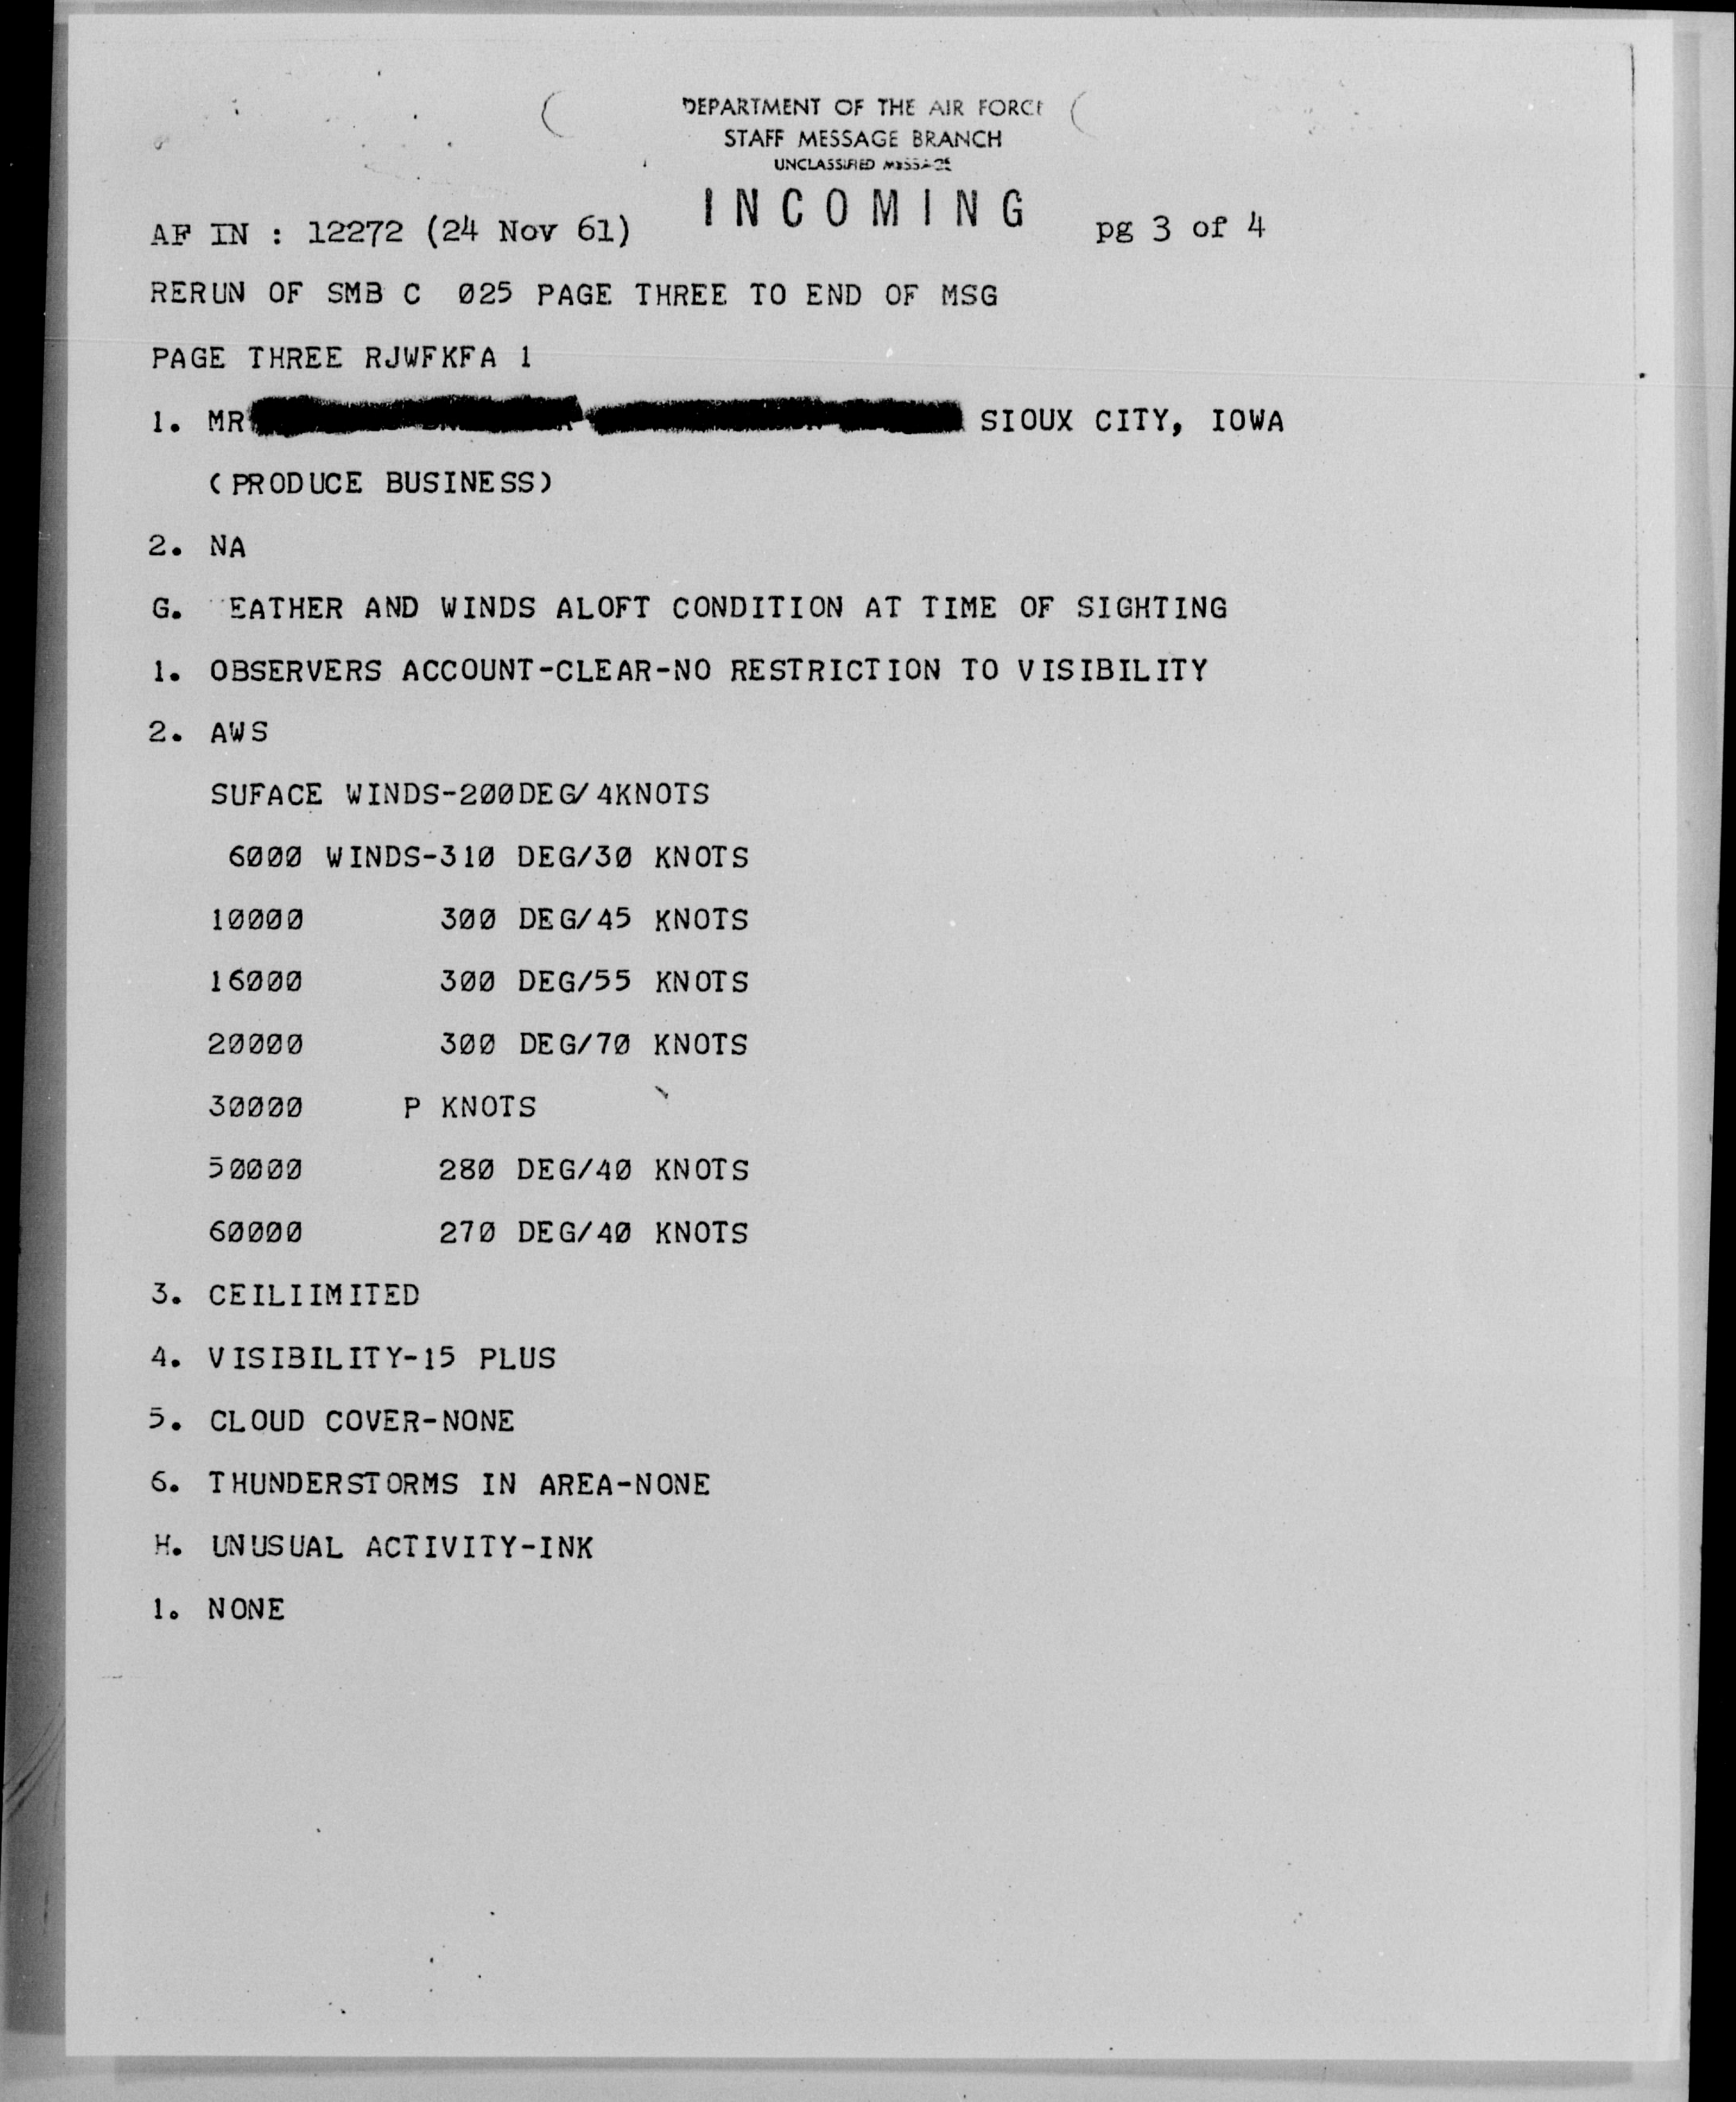 DEPARTMENT OF THE AIR FORCE
STAFF MESSAGE BRANCH
UNCLASSIFIED MESSAGE
INCOMING
AF IN : 12272 (24 Nov 61) pg 3 of 4
RERUN OF SMB C 025 PAGE THREE TO END OF MSG
PAGE THREE RJWFKFA 1
1. MR SIOUX CITY, IOWA
(PRODUCE BUSINESS)
2. NA
G. EATHER AND WINDS ALOFT CONDITION AT TIME OF SIGHTING
1. OBSERVERS ACCOUNT-CLEAR-NO RESTRICTION TO VISIBILITY
2. AWS
SUFACE WINDS-200DEG/4KNOTS
6000 WINDS-310 DEG/30 KNOTS
10000 300 DEG/45 KNOTS
16000 300 DEG/55 KNOTS
20000 300 DEG/70 KNOTS
30000 P KNOTS
50000 280 DEG/40 KNOTS
60000 270 DEG/40 KNOTS
3. CEILIIMITED
4. VISIBILITY-15 PLUS
5. CLOUD COVER-NONE
6. THUNDERSTORMS IN AREA-NONE
H. UNUSUAL ACTIVITY-INK
1. NONE